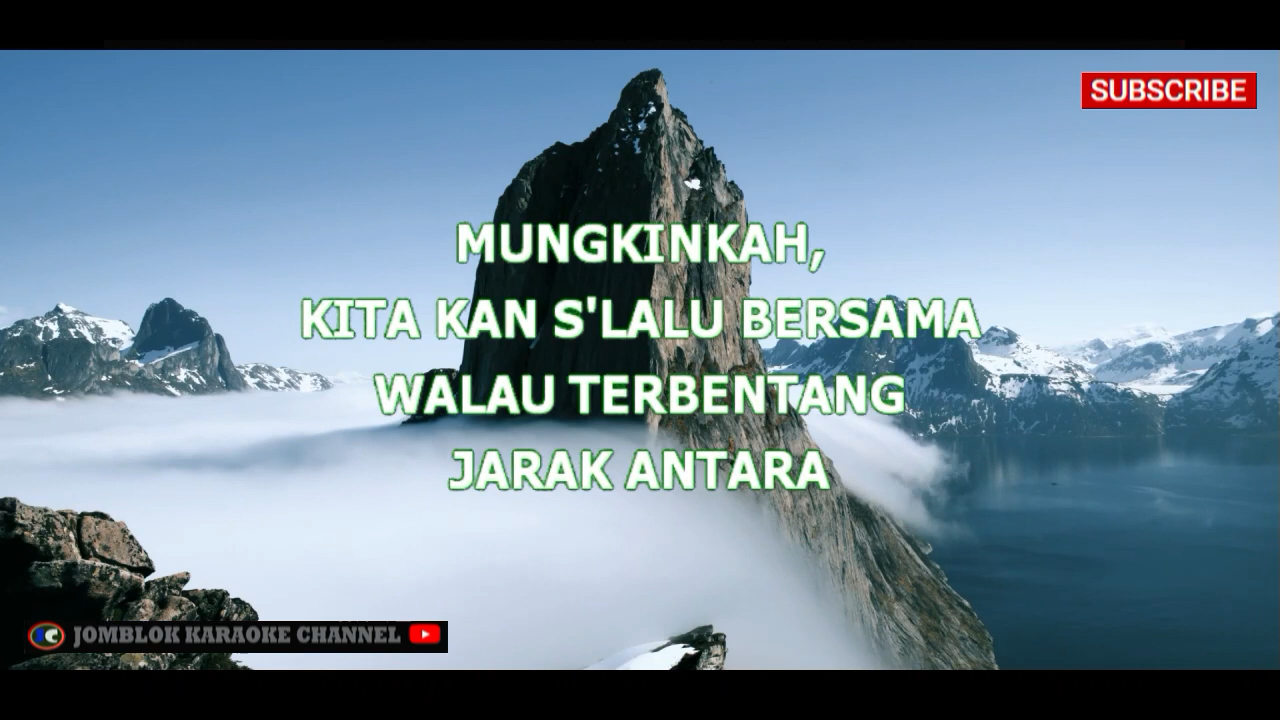 SUBSCRIBE
MUNGKINKAH,
KITA KAN S'LALU BERSAMA
WALAU TERBENTANG
JARAK ANTARA
JOMBLOK KARAOKE CHANNEL